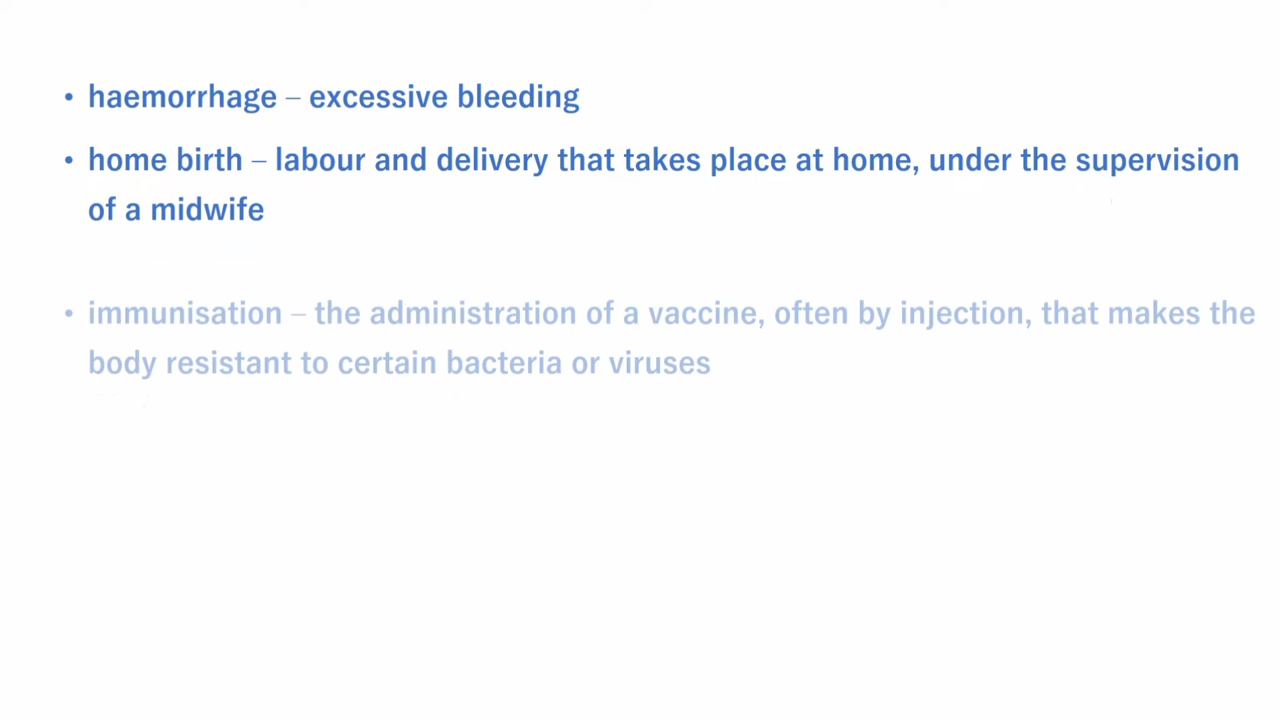 • haemorrhage – excessive bleeding
• home birth – labour and delivery that takes place at home, under the supervision
of a midwife
• immunisation – the administration of a vaccine, often by injection, that makes the
body resistant to certain bacteria or viruses